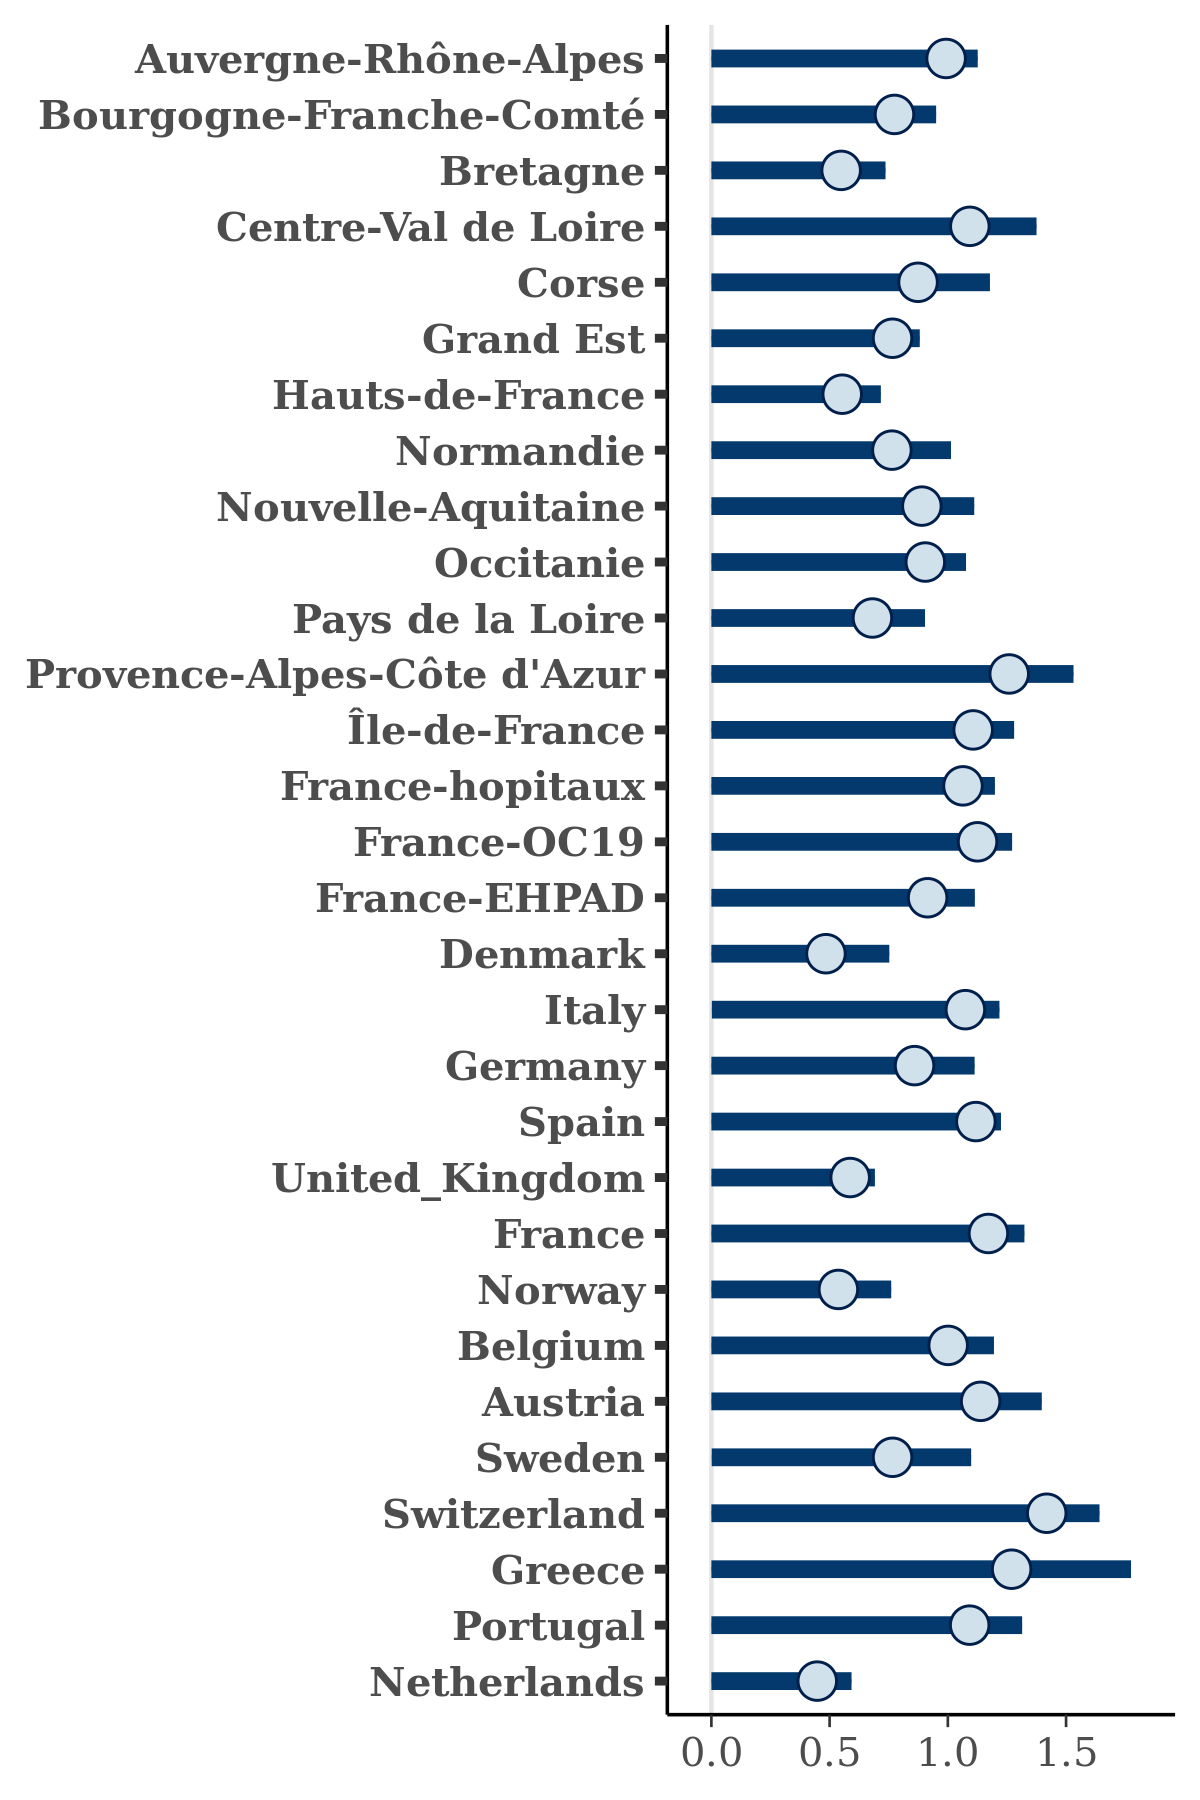 Auvergne-Rhône-Alpes
Bourgogne-Franche-Comté
Bretagne
Centre-Val de Loire
Corse
Grand Est
Hauts-de-France
Normandie
Nouvelle-Aquitaine
Occitanie
Pays de la Loire
Provence-Alpes-Côte d'Azur
Île-de-France
France-hopitaux
France-OC19
France-EHPAD
Denmark
Italy
Germany
Spain
United_Kingdom
France
Norway
Belgium
Austria
Sweden
Switzerland
Greece
Portugal
Netherlands
0.0 0.5 1.0 1.5